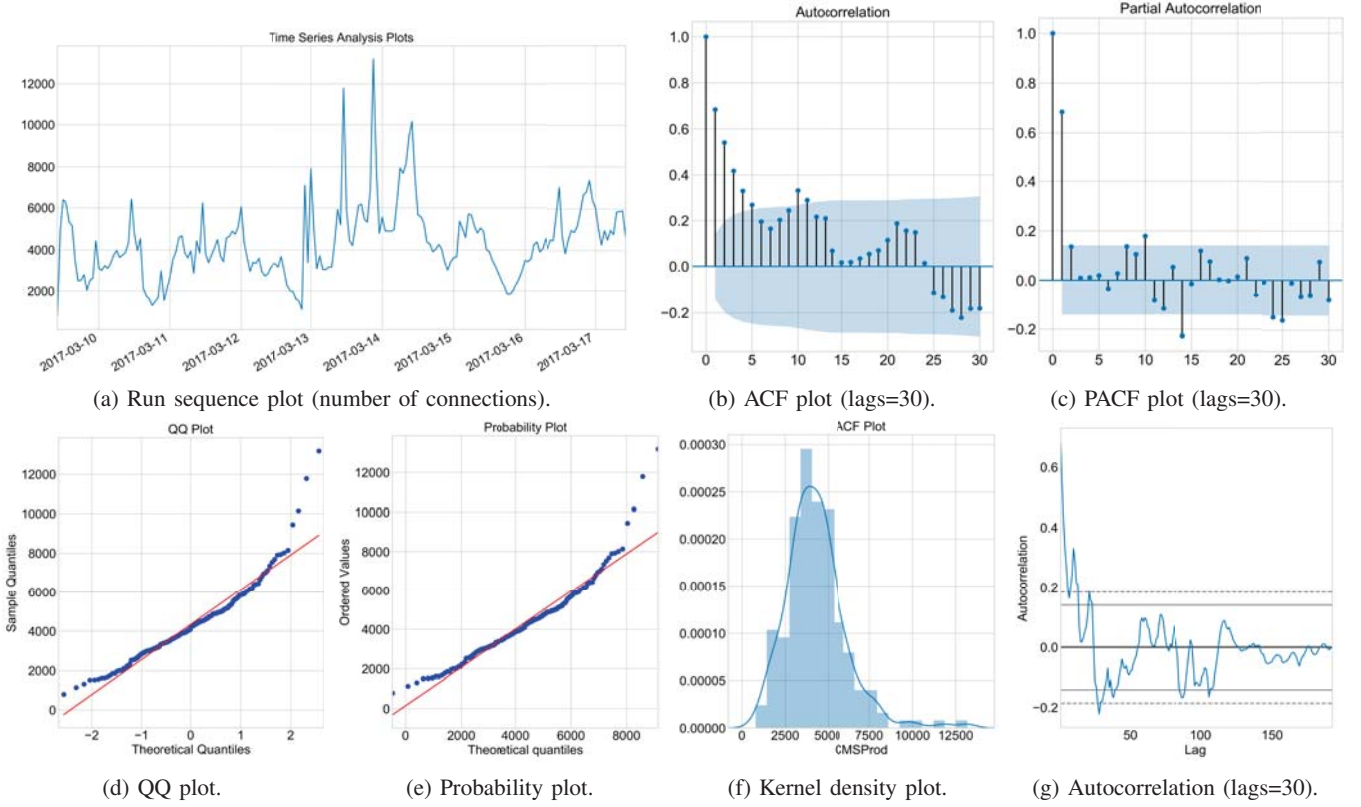 Time Series Analysis Plots
12000
10000
8000
6000
4000
2000
2017-03-10
2017-03-11
2017-03-12
2017-03-13
2017-03-14
2017-03-15
2017-03-16
2017-03-17
(a) Run sequence plot (number of connections).
Autocorrelation
1.0
0.8
0.6
0.4
0.2
0.0
−0.2
0 5 10 15 20 25 30
(b) ACF plot (lags=30).
Partial Autocorrelation
1.0
0.8
0.6
0.4
0.2
0.0
−0.2
0 5 10 15 20 25 30
(c) PACF plot (lags=30).
QQ Plot
Sample Quantiles
12000
10000
8000
6000
4000
2000
0
−2 −1 0 1 2
Theoretical Quantiles
(d) QQ plot.
Probability Plot
Ordered Values
12000
10000
8000
6000
4000
2000
0
0 2000 4000 6000 8000
Theoretical quantiles
(e) Probability plot.
ACF Plot
0.00030
0.00025
0.00020
0.00015
0.00010
0.00005
0.00000
0 2500 5000 7500 10000 12500
CMSProd
(f) Kernel density plot.
Autocorrelation
0.6
0.4
0.2
0.0
−0.2
50 100 150
Lag
(g) Autocorrelation (lags=30).